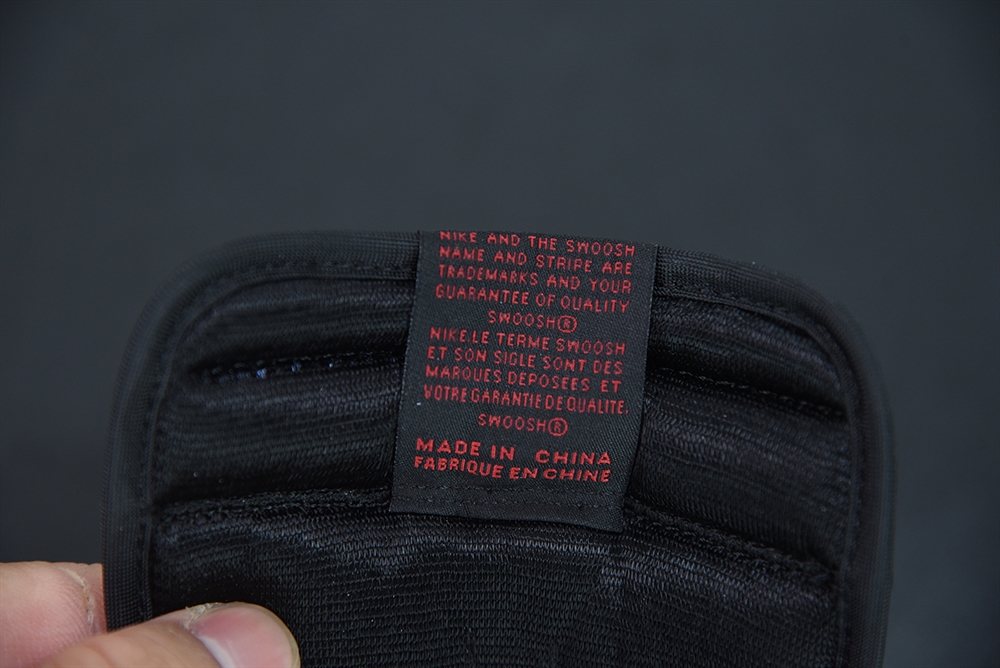 NIKE AND THE SWOOSH
NAME AND STRIPE ARE
TRADEMARKS AND YOUR
GUARANTEE OF QUALITY
SWOOSH®
NIKE.LE TERME SWOOSH
ET SON SIGLE SONT DES
MARQUES DEPOSEES ET
VOTRE GARANTIE DE QUALITE.
SWOOSH®
MADE IN CHINA
FABRIQUE EN CHINE